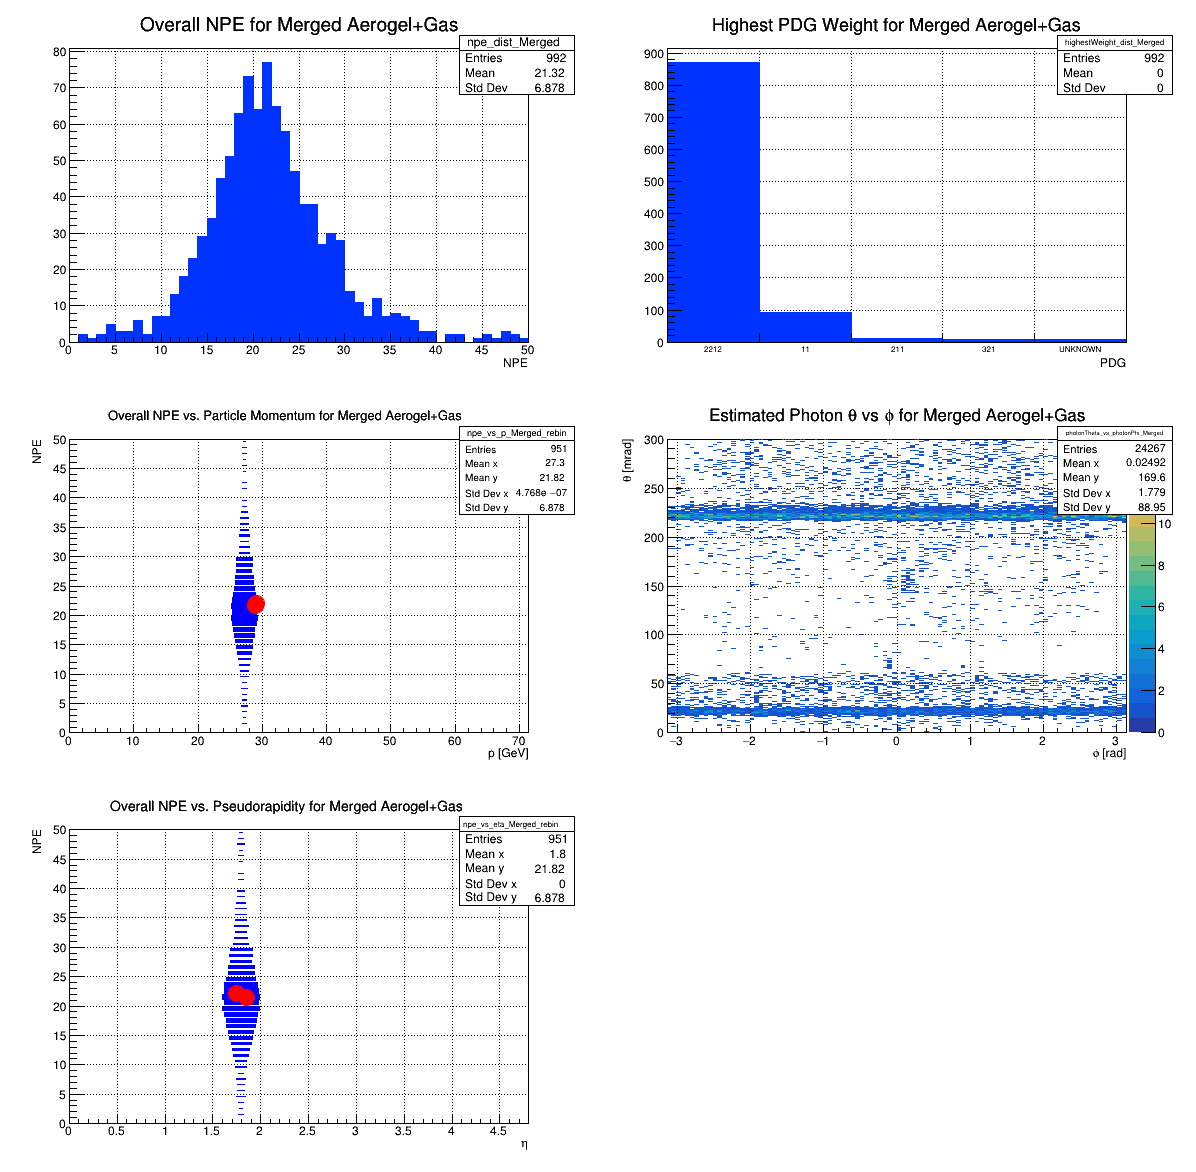 Overall NPE for Merged Aerogel+Gas
npe_dist_Merged
Entries 992
Mean 21.32
Std Dev 6.878
80
70
60
50
40
30
20
10
0
0 5 10 15 20 25 30 35 40 45 50
NPE
Highest PDG Weight for Merged Aerogel+Gas
highestWeight_dist_Merged
Entries 992
Mean 0
Std Dev 0
900
800
700
600
500
400
300
200
100
0
2212 11 211 321 UNKNOWN
PDG
Overall NPE vs. Particle Momentum for Merged Aerogel+Gas
NPE
npe_vs_p_Merged_rebin
Entries 951
Mean x 27.3
Mean y 21.82
Std Dev x 4.768e −07
Std Dev y 6.878
50
45
40
35
30
25
20
15
10
5
0
0 10 20 30 40 50 60 70
p [GeV]
Estimated Photon θ vs ϕ for Merged Aerogel+Gas
θ [mrad]
photonTheta_vs_photonPhi_Merged
Entries 24267
Mean x 0.02492
Mean y 169.6
Std Dev x 1.779
Std Dev y 88.95
300
250
200
150
100
50
0
−3 −2 −1 0 1 2 3
ϕ [rad]
10
8
6
4
2
0
Overall NPE vs. Pseudorapidity for Merged Aerogel+Gas
NPE
npe_vs_eta_Merged_rebin
Entries 951
Mean x 1.8
Mean y 21.82
Std Dev x 0
Std Dev y 6.878
50
45
40
35
30
25
20
15
10
5
0
0 0.5 1 1.5 2 2.5 3 3.5 4 4.5
η